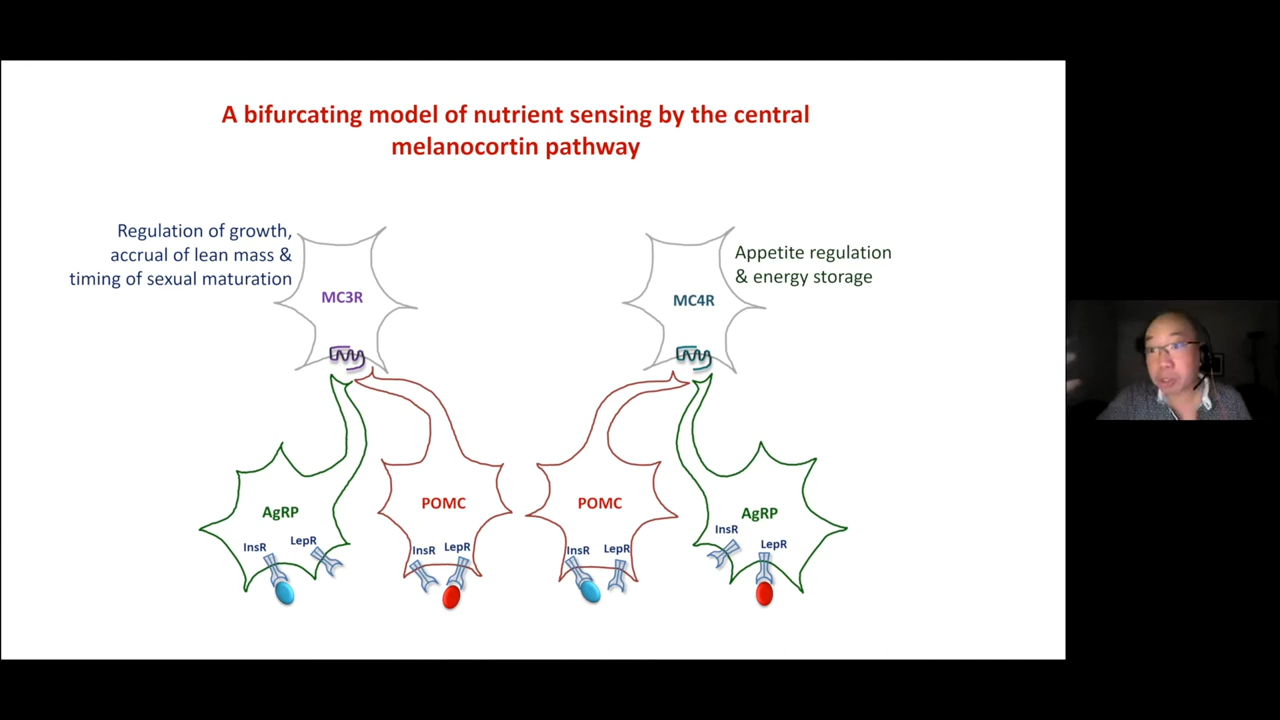 A bifurcating model of nutrient sensing by the central
melanocortin pathway
Regulation of growth,
accrual of lean mass &
timing of sexual maturation
MC3R
MC4R
Appetite regulation
& energy storage
AgRP
InsR
LepR
POMC
InsR
LepR
POMC
InsR
LepR
AgRP
InsR
LepR